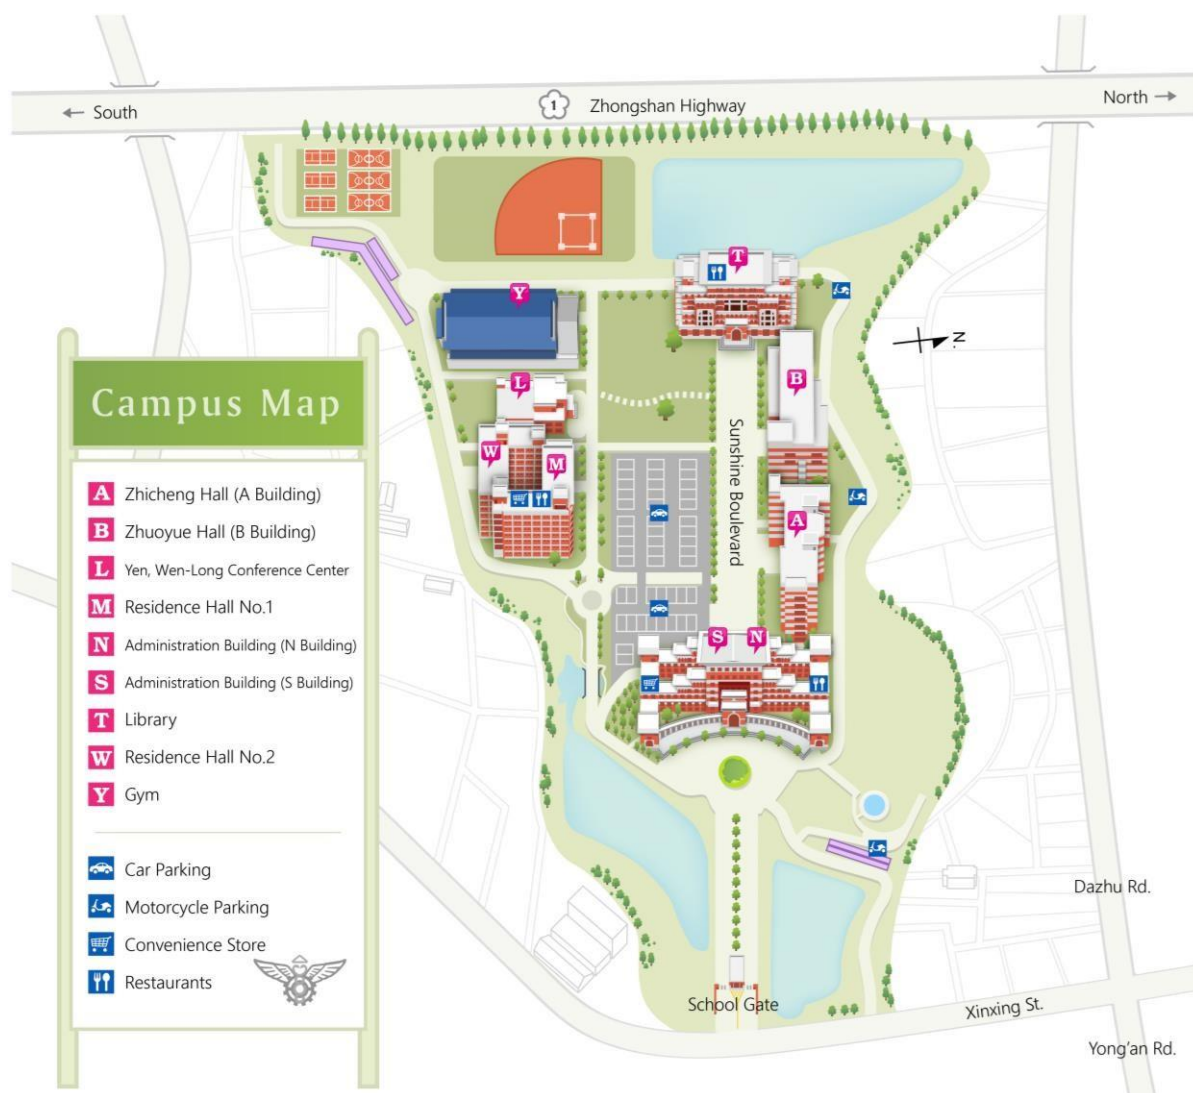 ← South
1
Zhongshan Highway
North →
T
Y
N.
B
L
Campus Map
Sunshine Boulevard
W
M
A Zhicheng Hall (A Building)
A
B Zhuoyue Hall (B Building)
L Yen, Wen-Long Conference Center
M Residence Hall No.1
N Administration Building (N Building)
S
N
S Administration Building (S Building)
T Library
W Residence Hall No.2
Y Gym
Car Parking
Motorcycle Parking
Convenience Store
Restaurants
Dazhu Rd.
School Gate
Xinxing St.
Yong'an Rd.